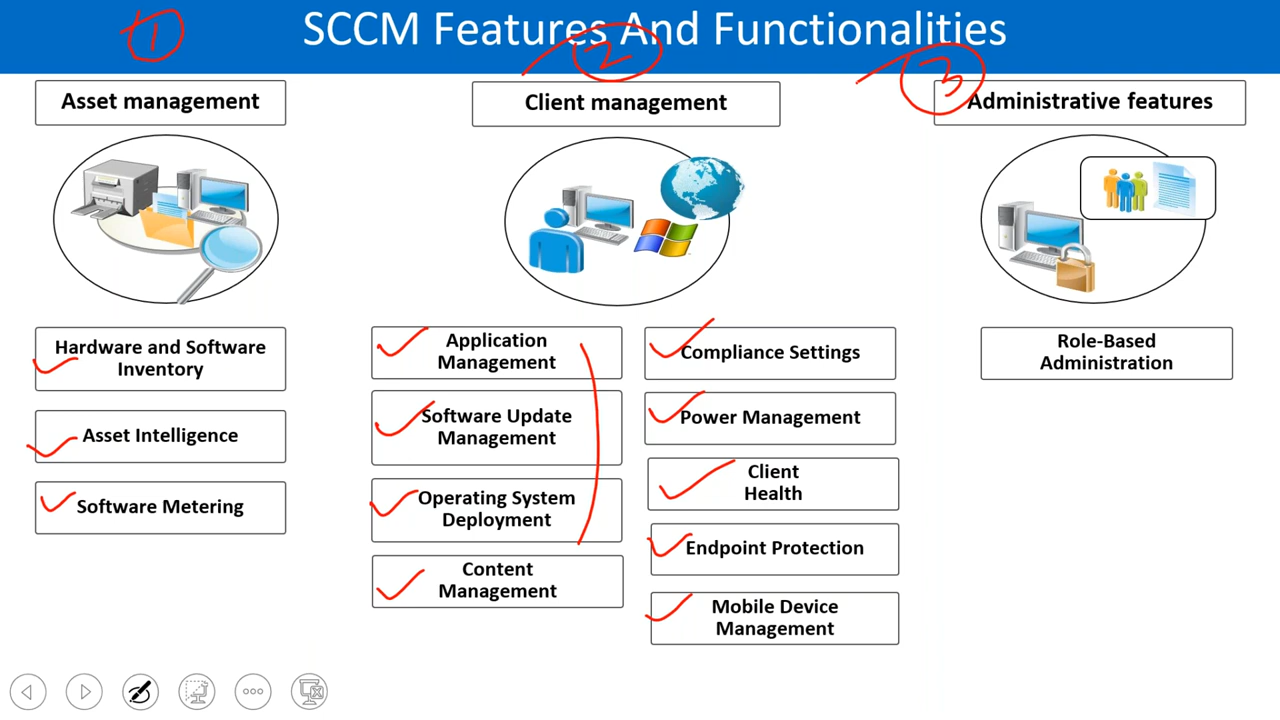 SCCM Features And Functionalities
1
2
3
Asset management
Client management
Administrative features
Hardware and Software
Inventory
Asset Intelligence
Software Metering
Application
Management
Software Update
Management
Operating System
Deployment
Content
Management
Compliance Settings
Power Management
Client
Health
Endpoint Protection
Mobile Device
Management
Role-Based
Administration